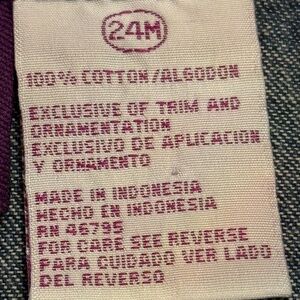 24M
100% COTTON/ALGODON
EXCLUSIVE OF TRIM AND
ORNAMENTATION
EXCLUSIVO DE APLICACION
Y ORNAMENTO
MADE IN INDONESIA
HECHO EN INDONESIA
RN 46795
FOR CARE SEE REVERSE
PARA CUIDADO VER LADO
DEL REVERSO